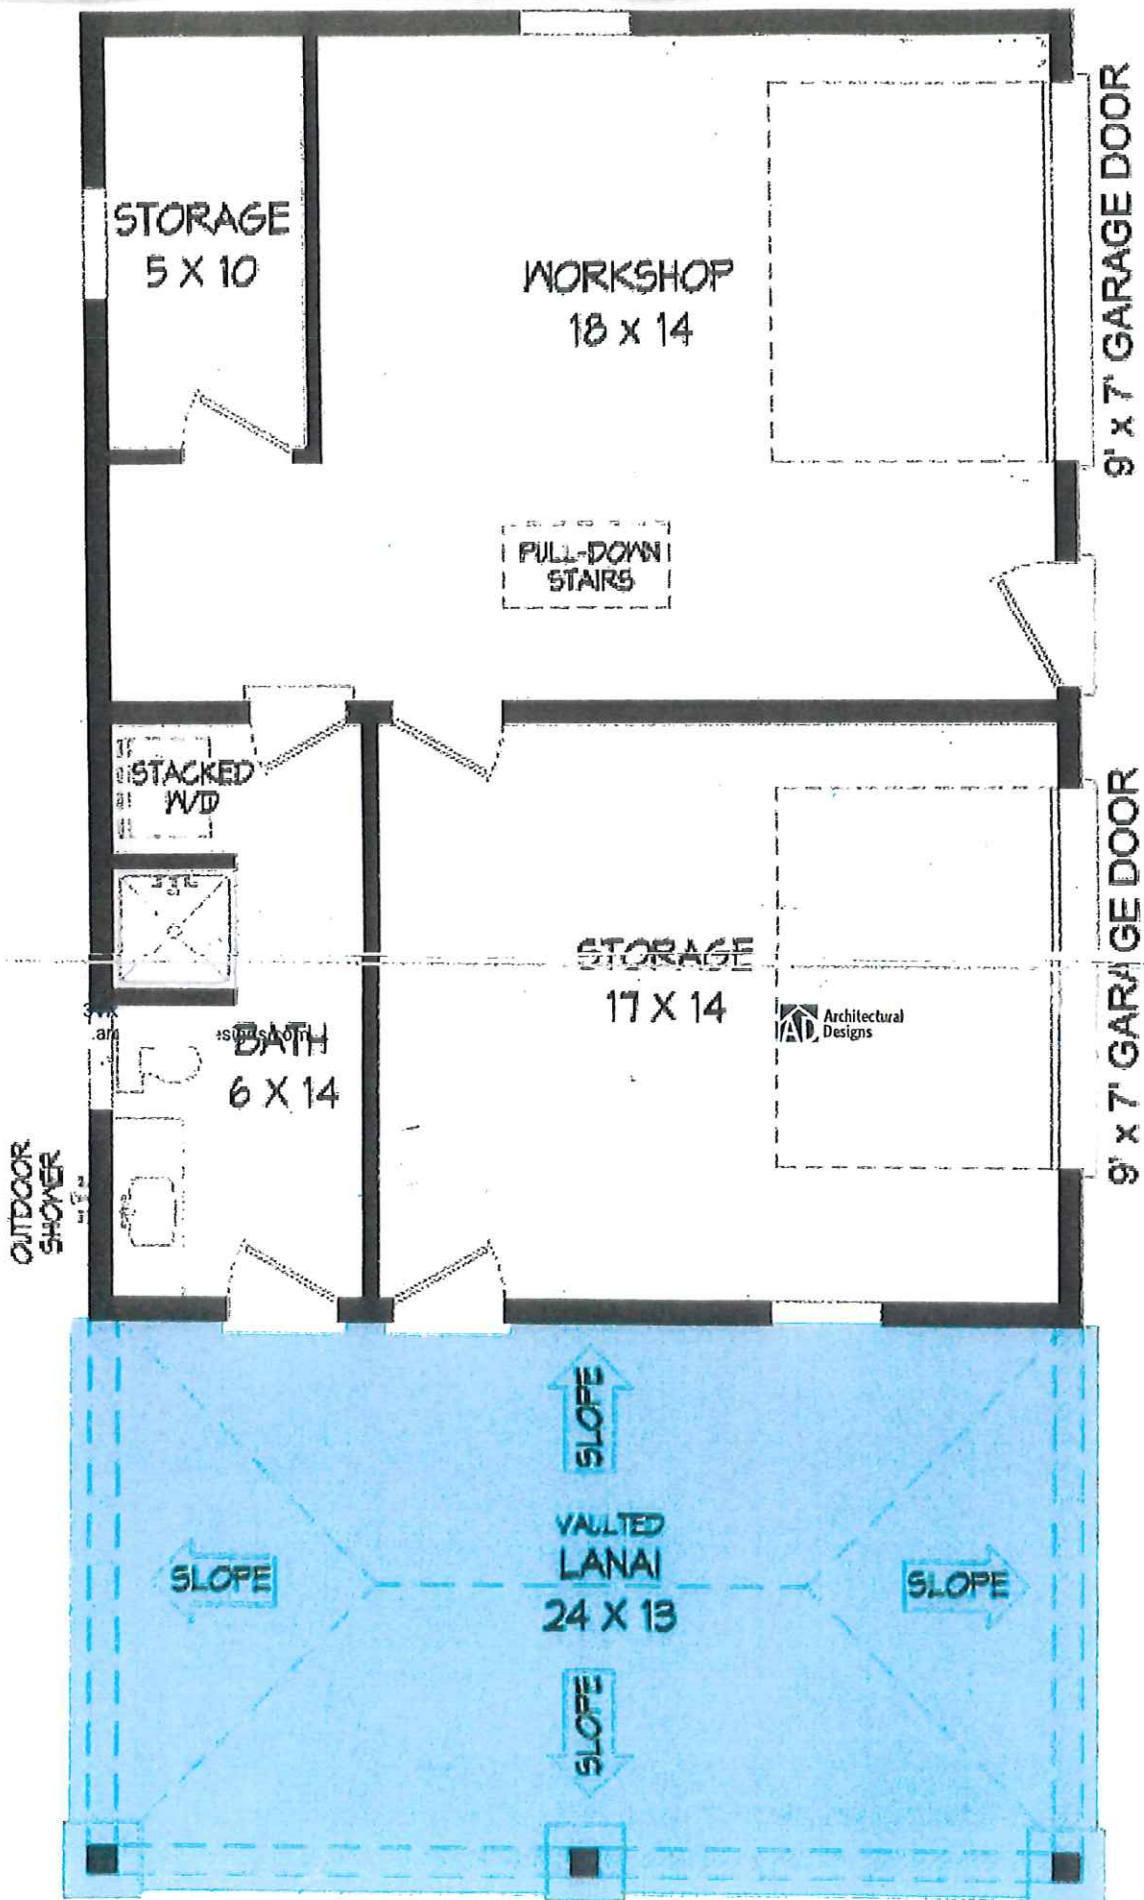 STORAGE
5 X 10
WORKSHOP
18 x 14
9' x 7' GARAGE DOOR
PULL-DOWN
STAIRS
STACKED
W/D
STORAGE
17 X 14
Architectural
Designs
AD
BATH
6 X 14
9' x 7' GARAGE DOOR
OUTDOOR
SHOWER
SLOPE
VAULTED
LANAI
24 X 13
SLOPE
SLOPE
SLOPE